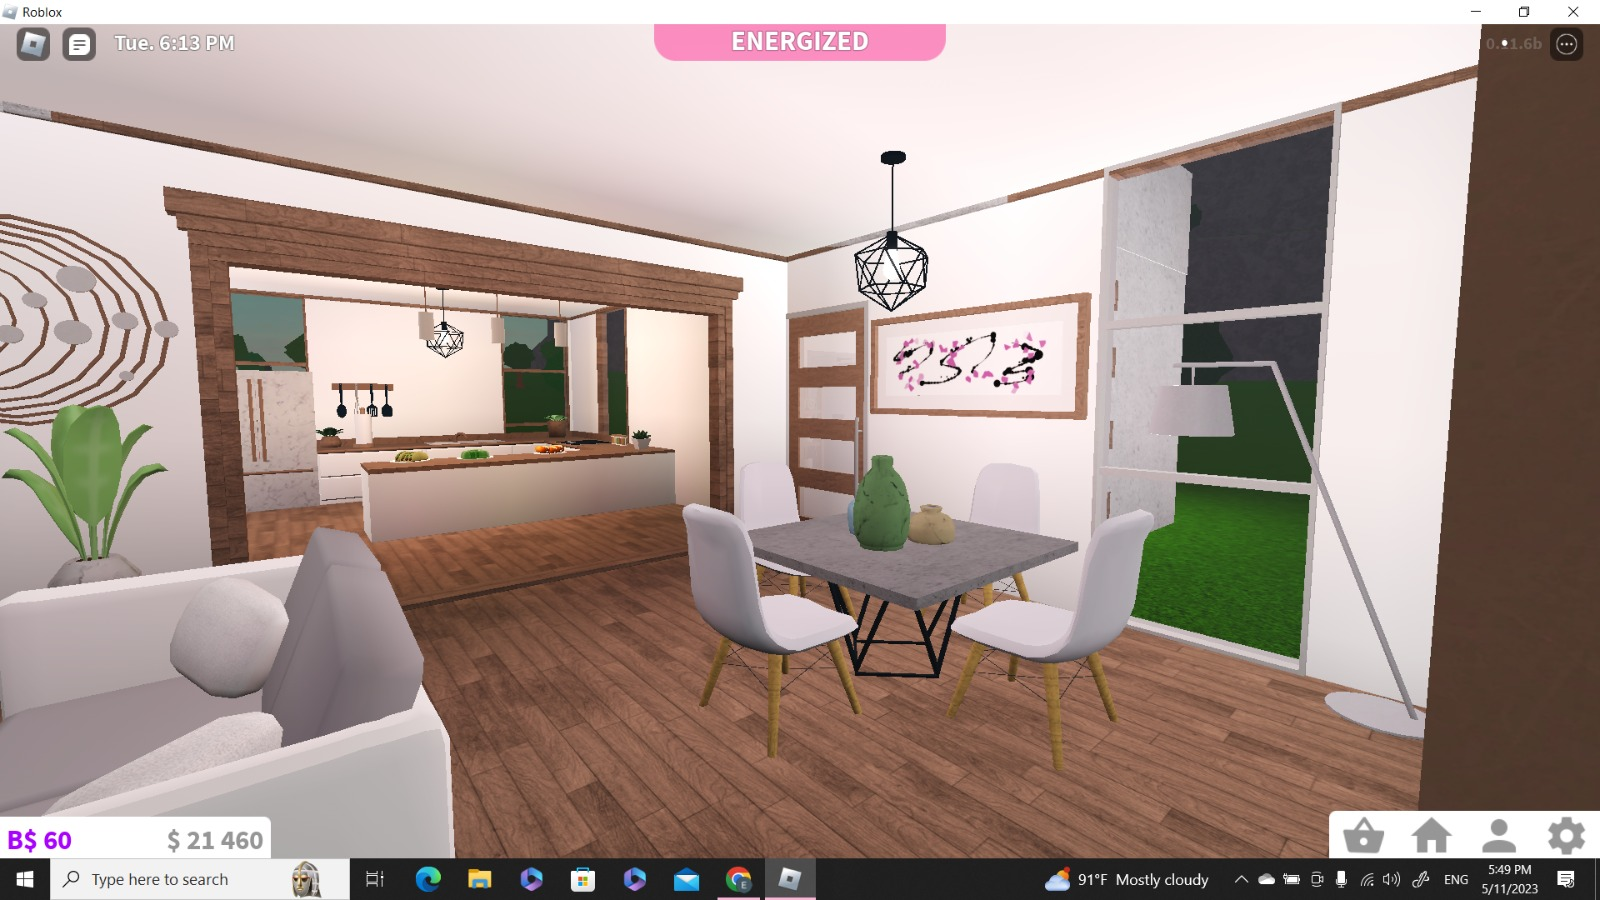 Roblox
Tue. 6:13 PM
ENERGIZED
B$ 60
$ 21 460
Type here to search
91°F Mostly cloudy
ENG
5:49 PM
5/11/2023